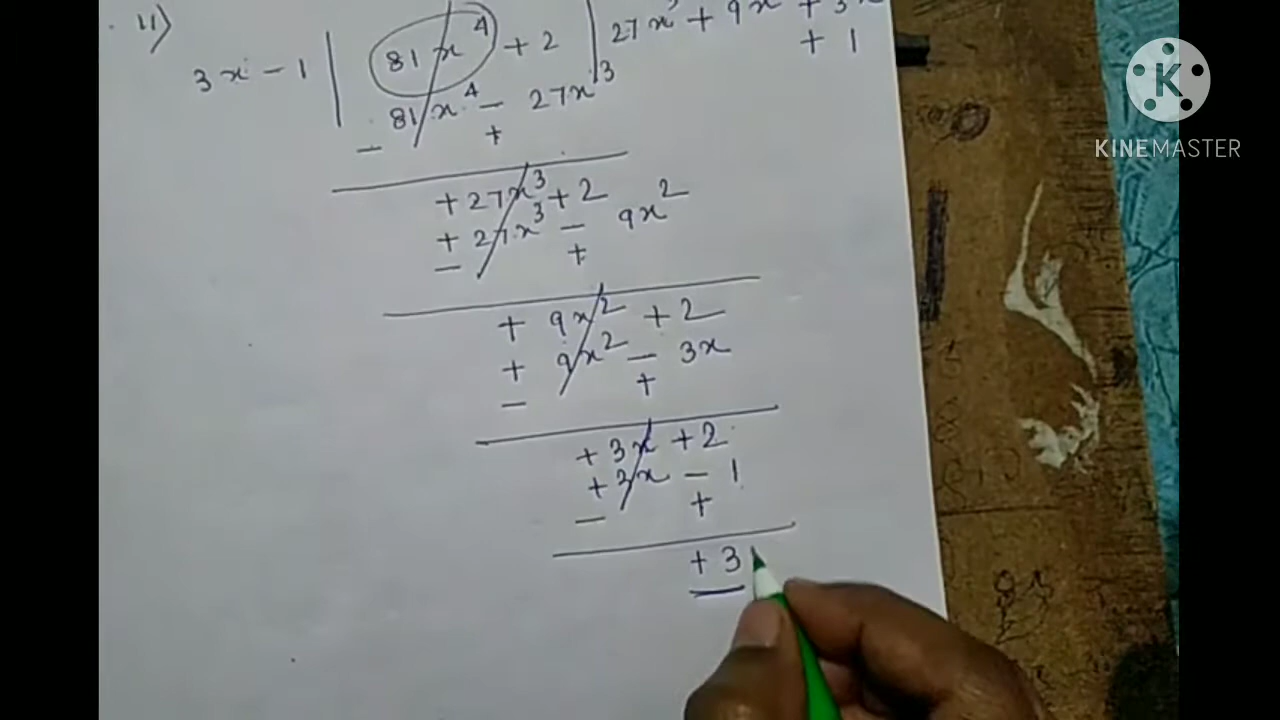 11)
3x - 1 | 81x⁴ + 2 | 27x³ + 9x + 3x
+ 1
81x⁴ - 27x³
- +
+ 27x³ + 2
+ 27x³ - 9x²
- +
+ 9x² + 2
+ 9x² - 3x
- +
+ 3x + 2
+ 3x - 1
- +
+ 3
K
KINEMASTER